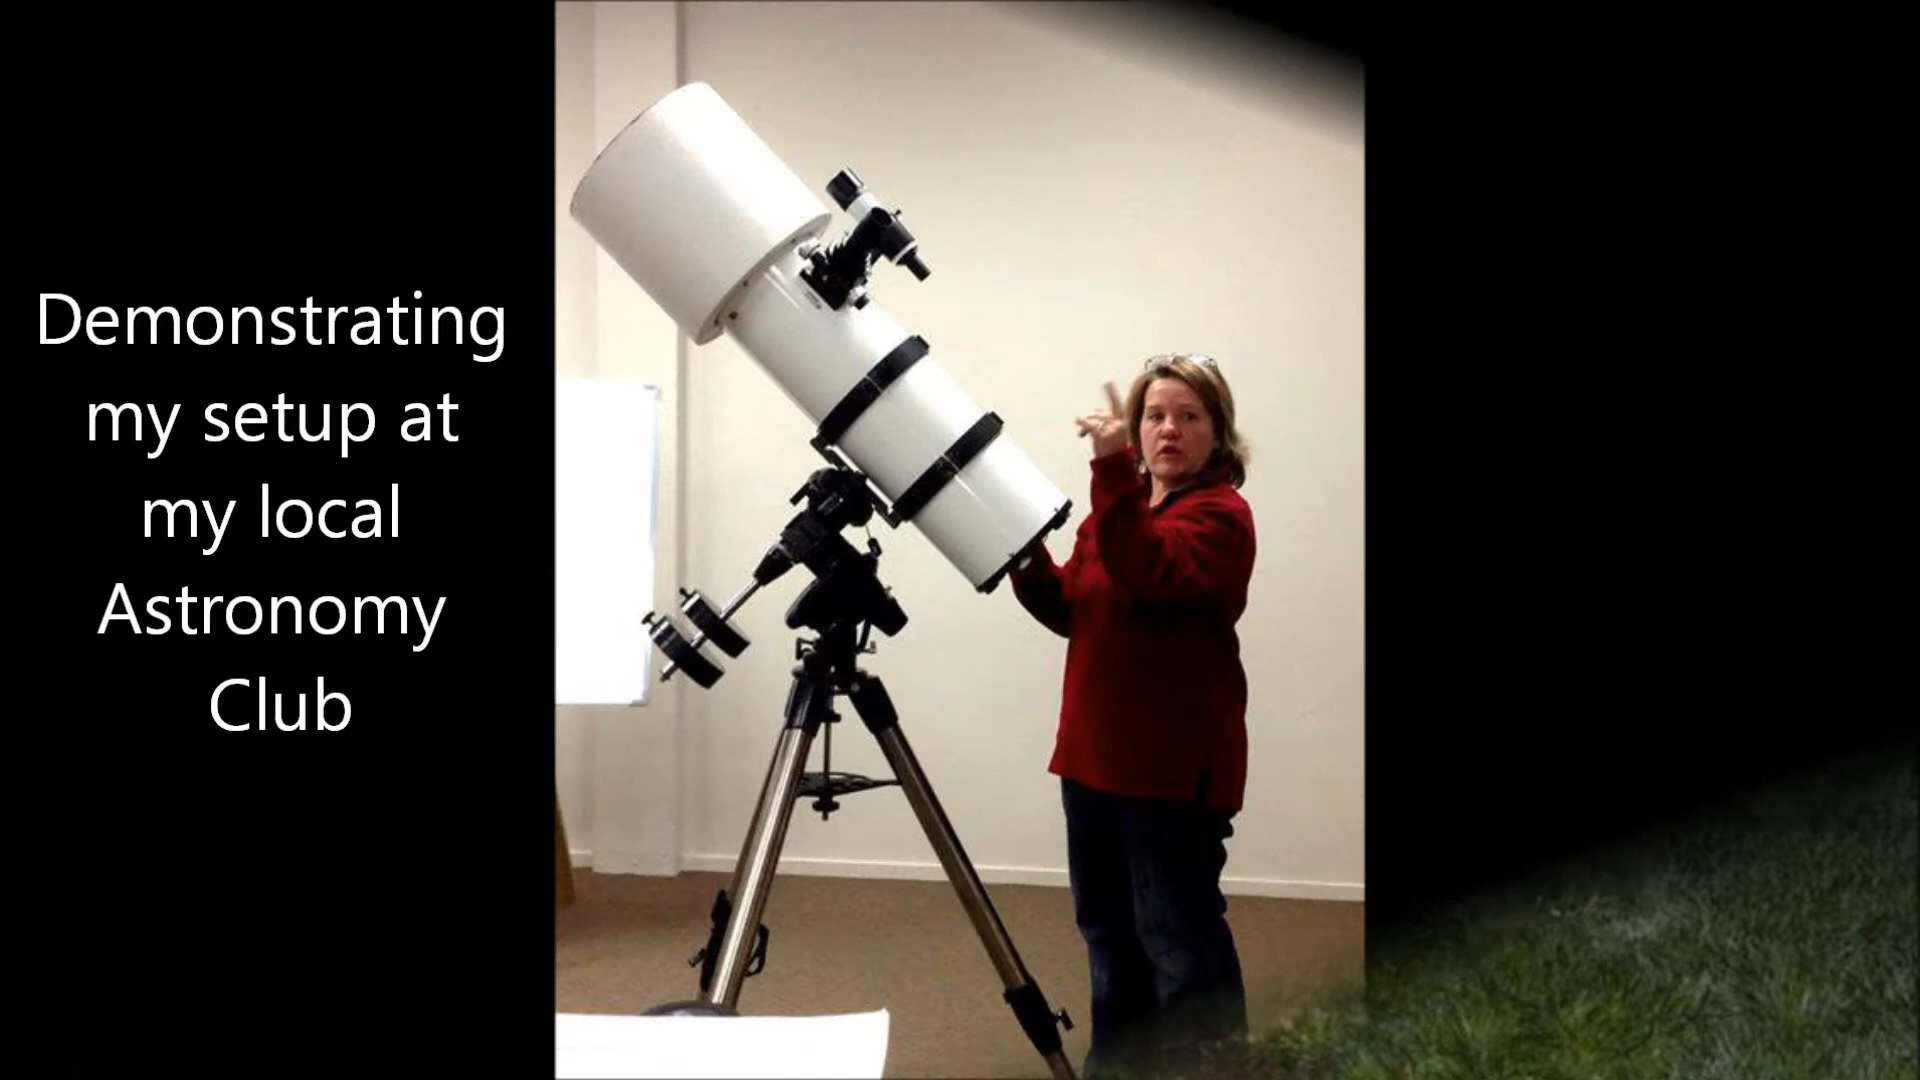 Demonstrating
my setup at
my local
Astronomy
Club